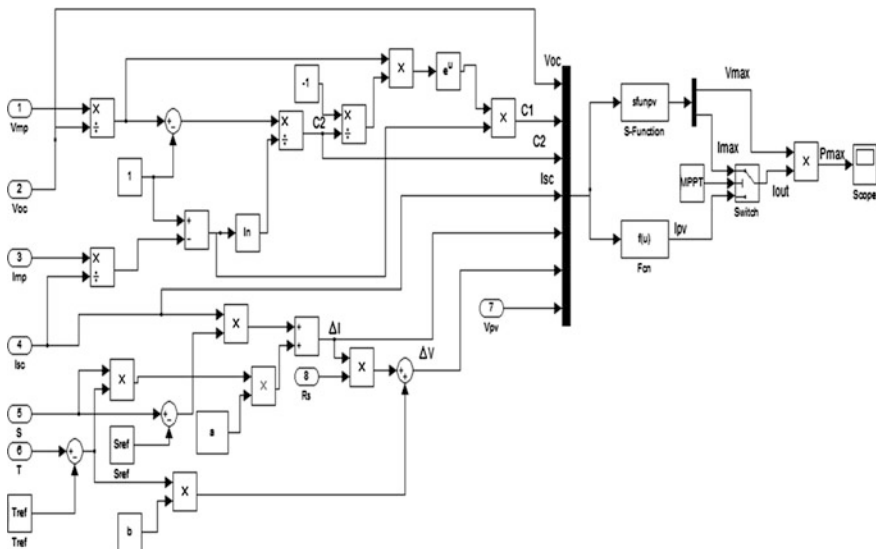 Voc
-1
X
e^u
1
Vmp
X
÷
+
-
X
÷
C2
X
÷
X
C1
C2
2
Voc
1
Isc
+
-
ln
3
Imp
X
÷
4
Isc
X
+
+
ΔI
ΔV
7
Vpv
X
X
8
Rs
X
+
+
5
S
+
-
a
Sref
Sref
6
T
+
-
X
Tref
Tref
b
sfunpv
S-Function
Vmax
Imax
MPPT
Switch
Iout
X
Pmax
Scope
f(u)
Fcn
Ipv